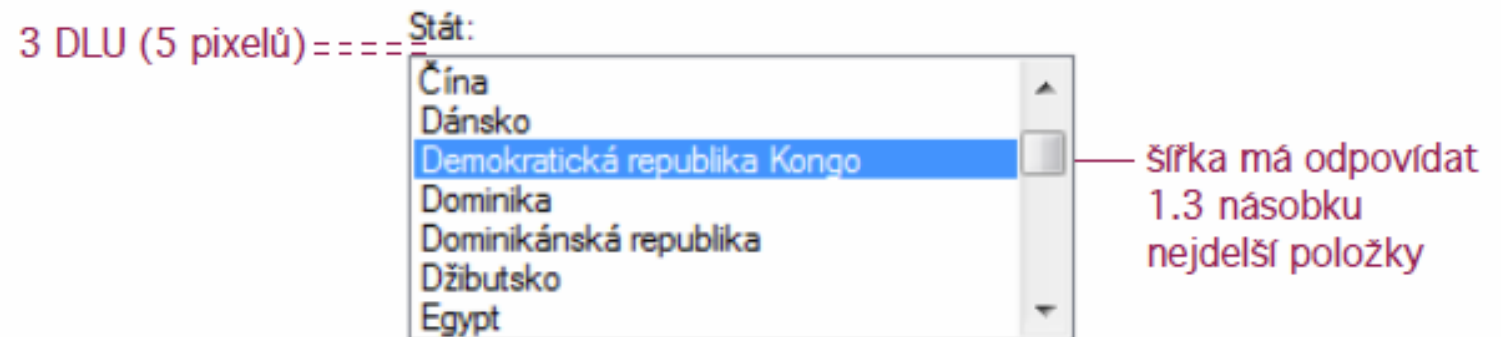 Stát:
3 DLU (5 pixelů)
Čína
Dánsko
Demokratická republika Kongo
Dominika
Dominikánská republika
Džibutsko
Egypt
šířka má odpovídat
1.3 násobku
nejdelší položky